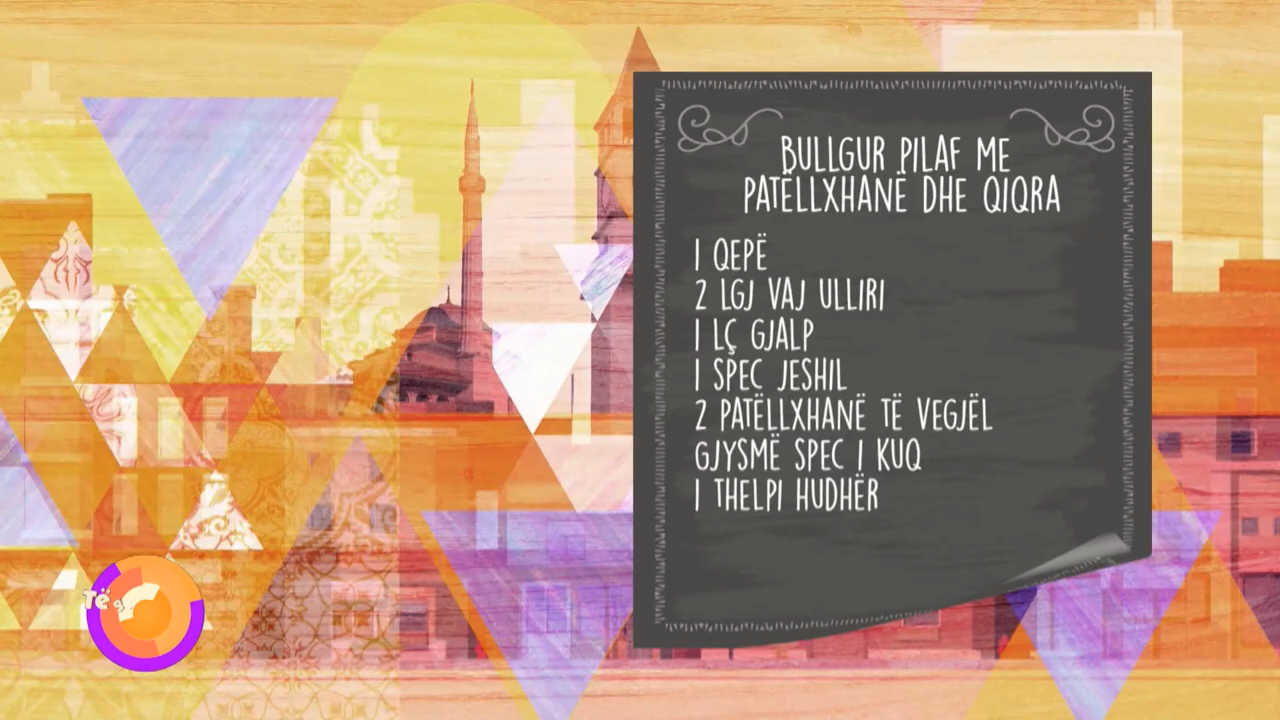 BULLGUR PILAF ME
PATËLLXHANË DHE QIQRA
1 QEPË
2 LGJ VAJ ULLIRI
1 LÇ GJALP
1 SPEC JESHIL
2 PATËLLXHANË TË VEGJËL
GJYSMË SPEC I KUQ
1 THELPI HUDHËR
Të